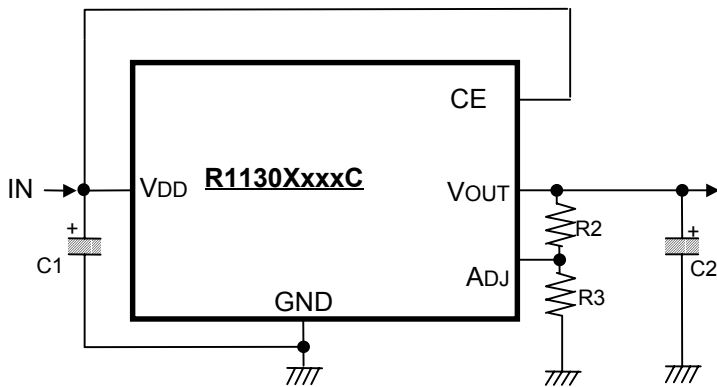 CE
R1130XxxxC
IN
VDD
VOUT
+
R2
+
C1
C2
ADJ
R3
GND